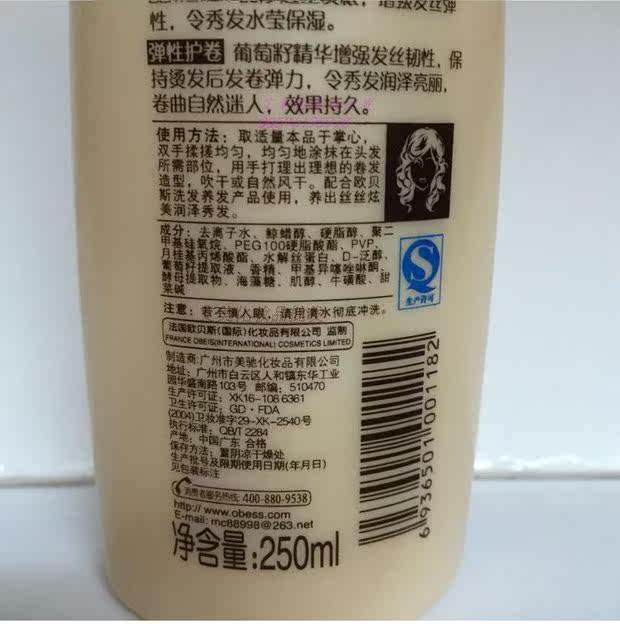 增强发丝弹
性，令秀发水莹保湿。
弹性护卷 葡萄籽精华增强发丝韧性，保
持烫发后发卷弹力，令秀发润泽亮丽，
卷曲自然迷人，效果持久。
使用方法：取适量本品于掌心，
双手揉搓均匀，均匀地涂抹在头发
所需部位，用手打理出理想的卷发
造型，吹干或自然风干。配合欧贝
斯洗发养发产品使用，养出丝丝炫
美润泽秀发。
成分：去离子水、鲸蜡醇、硬脂醇、聚二
甲基硅氧烷、PEG100硬脂酸酯、PVP、
月桂基丙烯酸酯、水解丝蛋白、D-泛醇、
葡萄籽提取液、香精、甲基异噻唑啉酮、
酵母提取物、海藻糖、肌醇、牛磺酸、甜
菜碱
生产许可
注意：若不慎入眼，请用清水彻底冲洗。
法国欧贝斯(国际)化妆品有限公司 监制
FRANCE OBEIS(INTERNATIONAL) COSMETICS LIMITED
制造商:广州市美驰化妆品有限公司
地址：广州市白云区人和镇东华工业
园华盛南路103号 邮编：510470
生产许可证：XK16-108 6361
卫生许可证：GD·FDA
(2004)卫妆准字29-XK-2540号
执行标准：QB/T 2284
产地：中国广东 合格
保存方法：置阴凉干燥处
生产批号及限期使用日期(年月日)
见包装标注
消费者服务热线: 400-880-9538
http:// www.obess.com
E-mail: mc88998@263.net
净含量:250ml
6 936501 001182